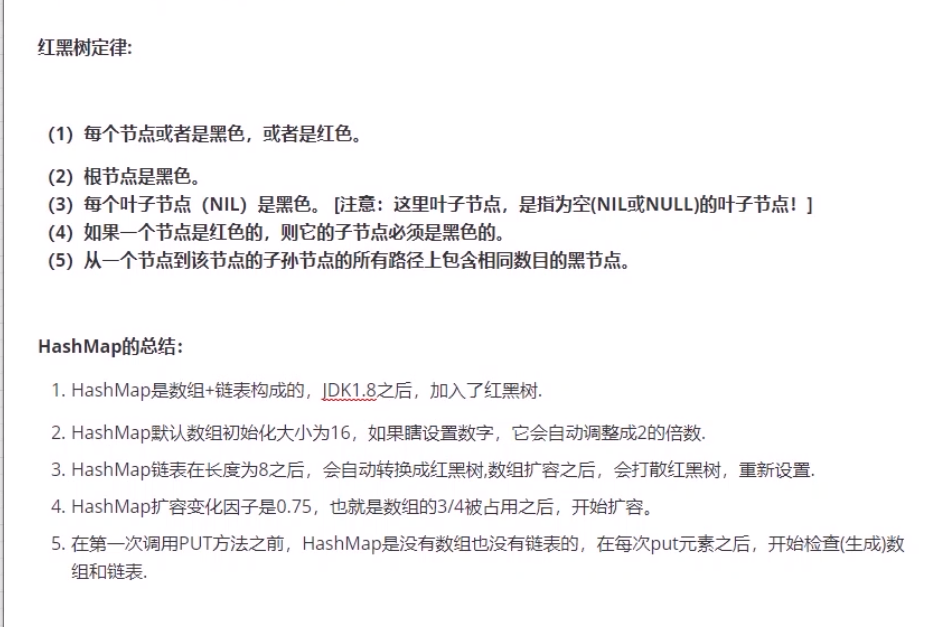 红黑树定律:
（1）每个节点或者是黑色，或者是红色。
（2）根节点是黑色。
（3）每个叶子节点（NIL）是黑色。 [注意：这里叶子节点，是指为空(NIL或NULL)的叶子节点！]
（4）如果一个节点是红色的，则它的子节点必须是黑色的。
（5）从一个节点到该节点的子孙节点的所有路径上包含相同数目的黑节点。
HashMap的总结：
1. HashMap是数组+链表构成的，JDK1.8之后，加入了红黑树.
2. HashMap默认数组初始化大小为16，如果瞎设置数字，它会自动调整成2的倍数.
3. HashMap链表在长度为8之后，会自动转换成红黑树,数组扩容之后，会打散红黑树，重新设置.
4. HashMap扩容变化因子是0.75，也就是数组的3/4被占用之后，开始扩容。
5. 在第一次调用PUT方法之前，HashMap是没有数组也没有链表的，在每次put元素之后，开始检查(生成)数
组和链表.